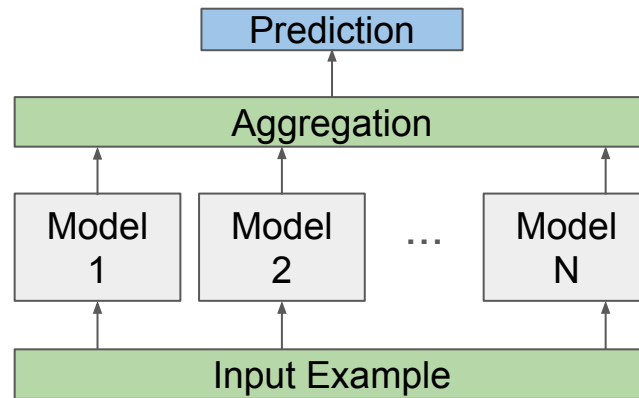 Prediction
Aggregation
Model
1
Model
2
...
Model
N
Input Example